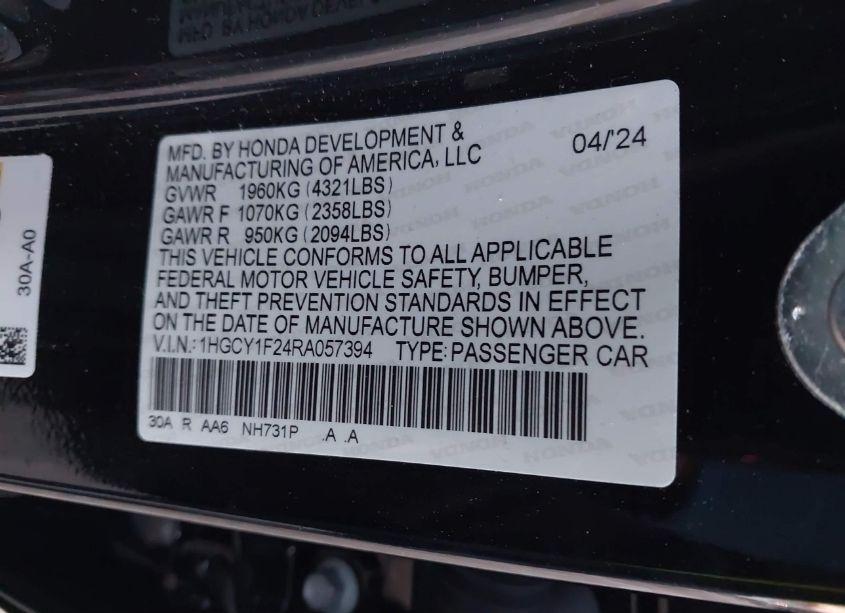 MFD. BY HONDA DEVELOPMENT &
MANUFACTURING OF AMERICA, LLC 04/'24
GVWR 1960KG (4321LBS)
GAWR F 1070KG (2358LBS)
GAWR R 950KG (2094LBS)
THIS VEHICLE CONFORMS TO ALL APPLICABLE
FEDERAL MOTOR VEHICLE SAFETY, BUMPER,
AND THEFT PREVENTION STANDARDS IN EFFECT
ON THE DATE OF MANUFACTURE SHOWN ABOVE.
V.I.N.: 1HGCY1F24RA057394 TYPE: PASSENGER CAR
30A R AA6 NH731P .A .A
30A-A0